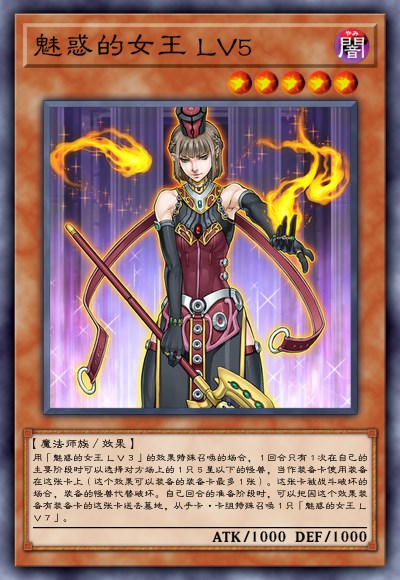 魅惑的女王 LV5
やみ
闇
【魔法师族／效果】
用「魅惑的女王 LV3」的效果特殊召唤的场合，1回合只有1次在自己的
主要阶段时可以选择对方场上的1只5星以下的怪兽，当作装备卡使用装备
在这张卡上（这个效果可以装备的装备卡最多1张）。这张卡被战斗破坏的
场合，装备的怪兽代替破坏。自己回合的准备阶段时，可以把因这个效果装
备有装备卡的这张卡送去墓地，从手卡·卡组特殊召唤1只「魅惑的女王 L
V7」。
ATK/1000 DEF/1000